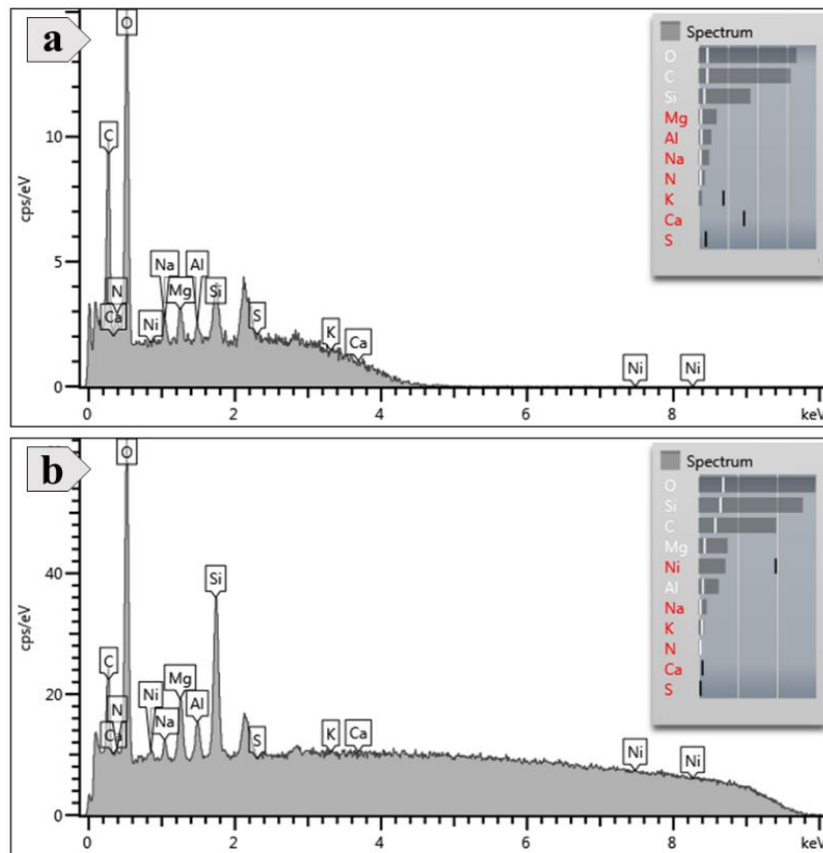 a
O
C
N
Ca
Ni
Na
Mg
Al
Si
S
K
Ca
Ni
Ni
10
5
0
cps/eV
0
2
4
6
8
keV
Spectrum
O
C
Si
Mg
Al
Na
N
K
Ca
S
b
O
C
N
Ca
Ni
Na
Mg
Al
Si
S
K
Ca
Ni
Ni
40
20
0
cps/eV
0
2
4
6
8
keV
Spectrum
O
Si
C
Mg
Ni
Al
Na
K
N
Ca
S